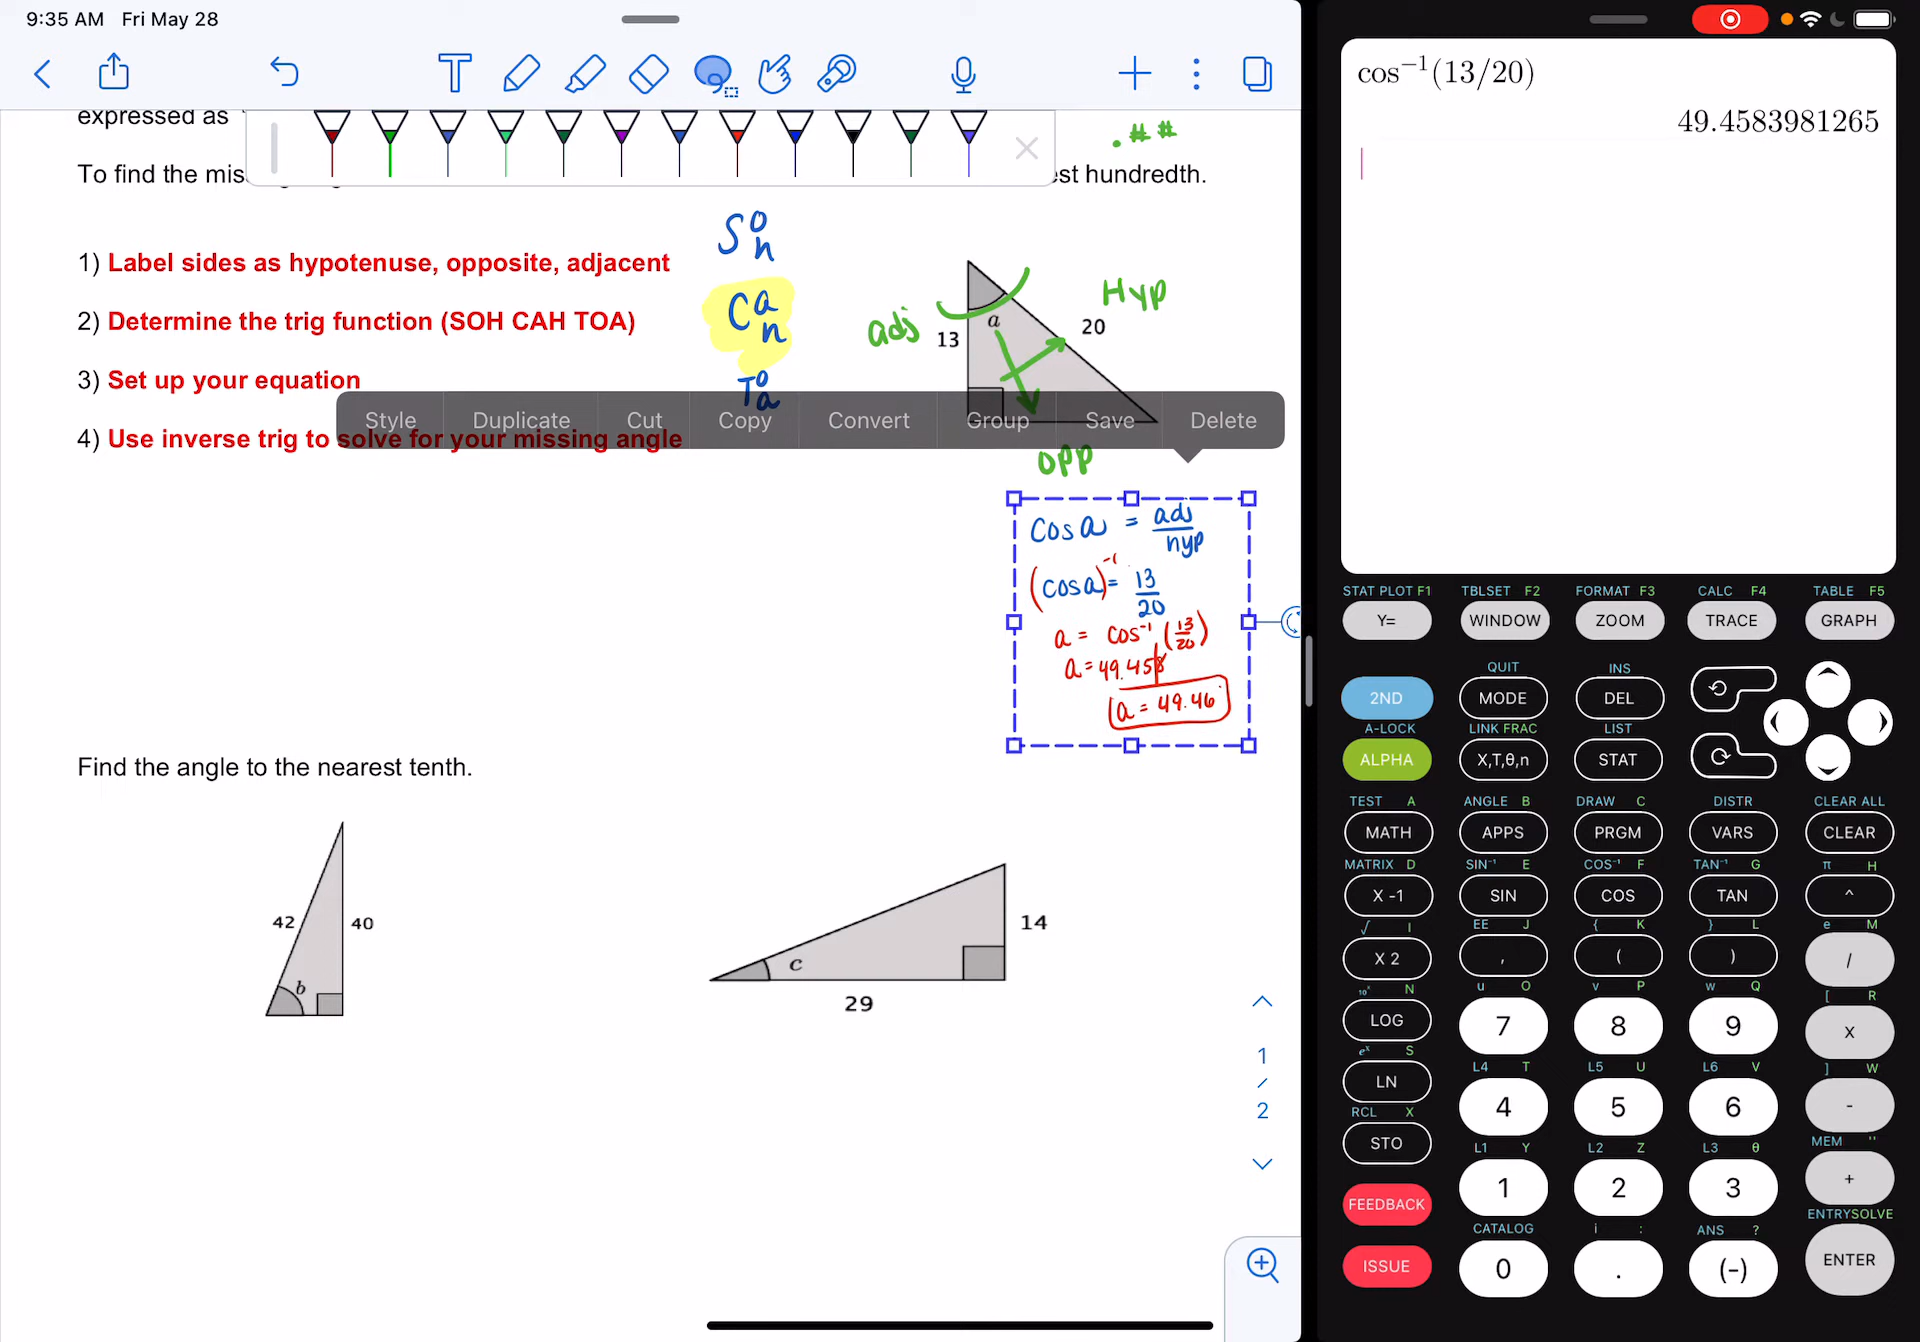 9:35 AM Fri May 28
expressed as
To find the mis
est hundredth.
.##
1) Label sides as hypotenuse, opposite, adjacent
2) Determine the trig function (SOH CAH TOA)
3) Set up your equation
4) Use inverse trig to solve for your missing angle
S o h
C a h
T o a
adj
13
a
20
Hyp
opp
Style Duplicate Cut Copy Convert Group Save Delete
cos a = adj/hyp
(cos a)⁻¹ = 13/20
a = cos⁻¹ (13/20)
a = 49.458
a = 49.46
Find the angle to the nearest tenth.
42
40
b
c
14
29
1
/
2
cos⁻¹(13/20)
49.4583981265
STAT PLOT F1 TBLSET F2 FORMAT F3 CALC F4 TABLE F5
Y= WINDOW ZOOM TRACE GRAPH
QUIT INS
2ND MODE DEL
A-LOCK LINK FRAC LIST
ALPHA X,T,θ,n STAT
TEST A ANGLE B DRAW C DISTR CLEAR ALL
MATH APPS PRGM VARS CLEAR
MATRIX D SIN⁻¹ E COS⁻¹ F TAN⁻¹ G π H
X -1 SIN COS TAN ^
√ I EE J { K } L e M
X 2 , ( ) /
10ˣ N u O v P w Q [ R
LOG 7 8 9 X
eˣ S L4 T L5 U L6 V ] W
LN 4 5 6 -
RCL X L1 Y L2 Z L3 θ MEM "
STO 1 2 3 +
FEEDBACK
CATALOG i : ANS ? ENTRY SOLVE
ISSUE 0 . (-) ENTER